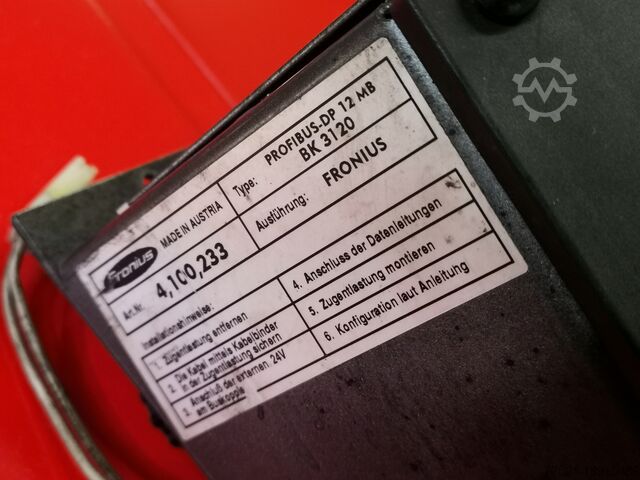 Fronius
MADE IN AUSTRIA
Type: PROFIBUS-DP 12 MB
BK 3120
Art.Nr. 4,100,233
Ausführung: FRONIUS
Installationshinweise:
1. Zugentlastung entfernen
2. Die Kabel mittels Kabelbinder
in der Zugentlastung sichern
3. Anschluß der externen 24V
am Buskoppler
4. Anschluss der Datenleitungen
5. Zugentlastung montieren
6. Konfiguration laut Anleitung